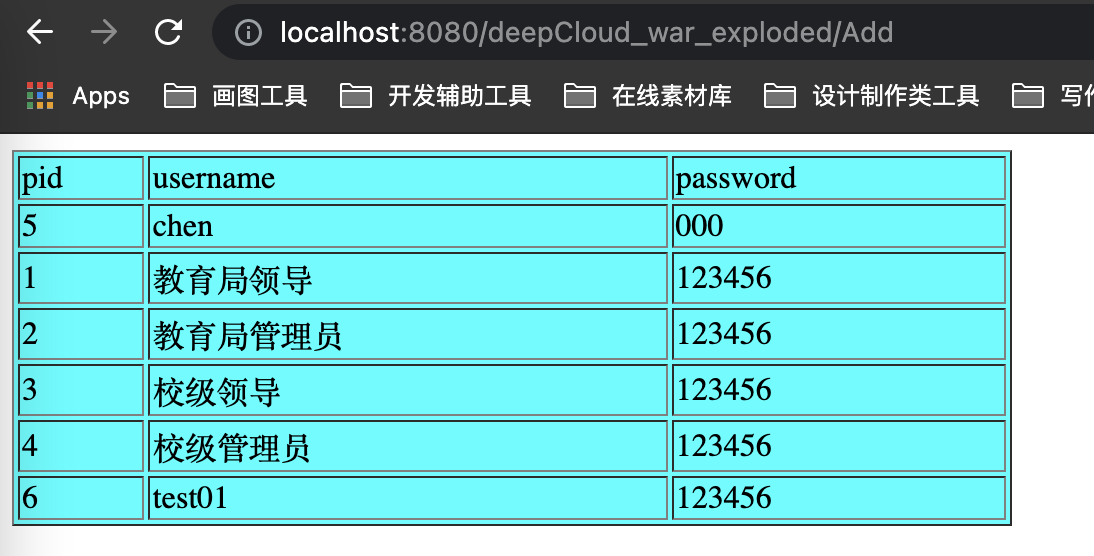 localhost:8080/deepCloud_war_exploded/Add
Apps 画图工具 开发辅助工具 在线素材库 设计制作类工具 写作
pid username password
5 chen 000
1 教育局领导 123456
2 教育局管理员 123456
3 校级领导 123456
4 校级管理员 123456
6 test01 123456